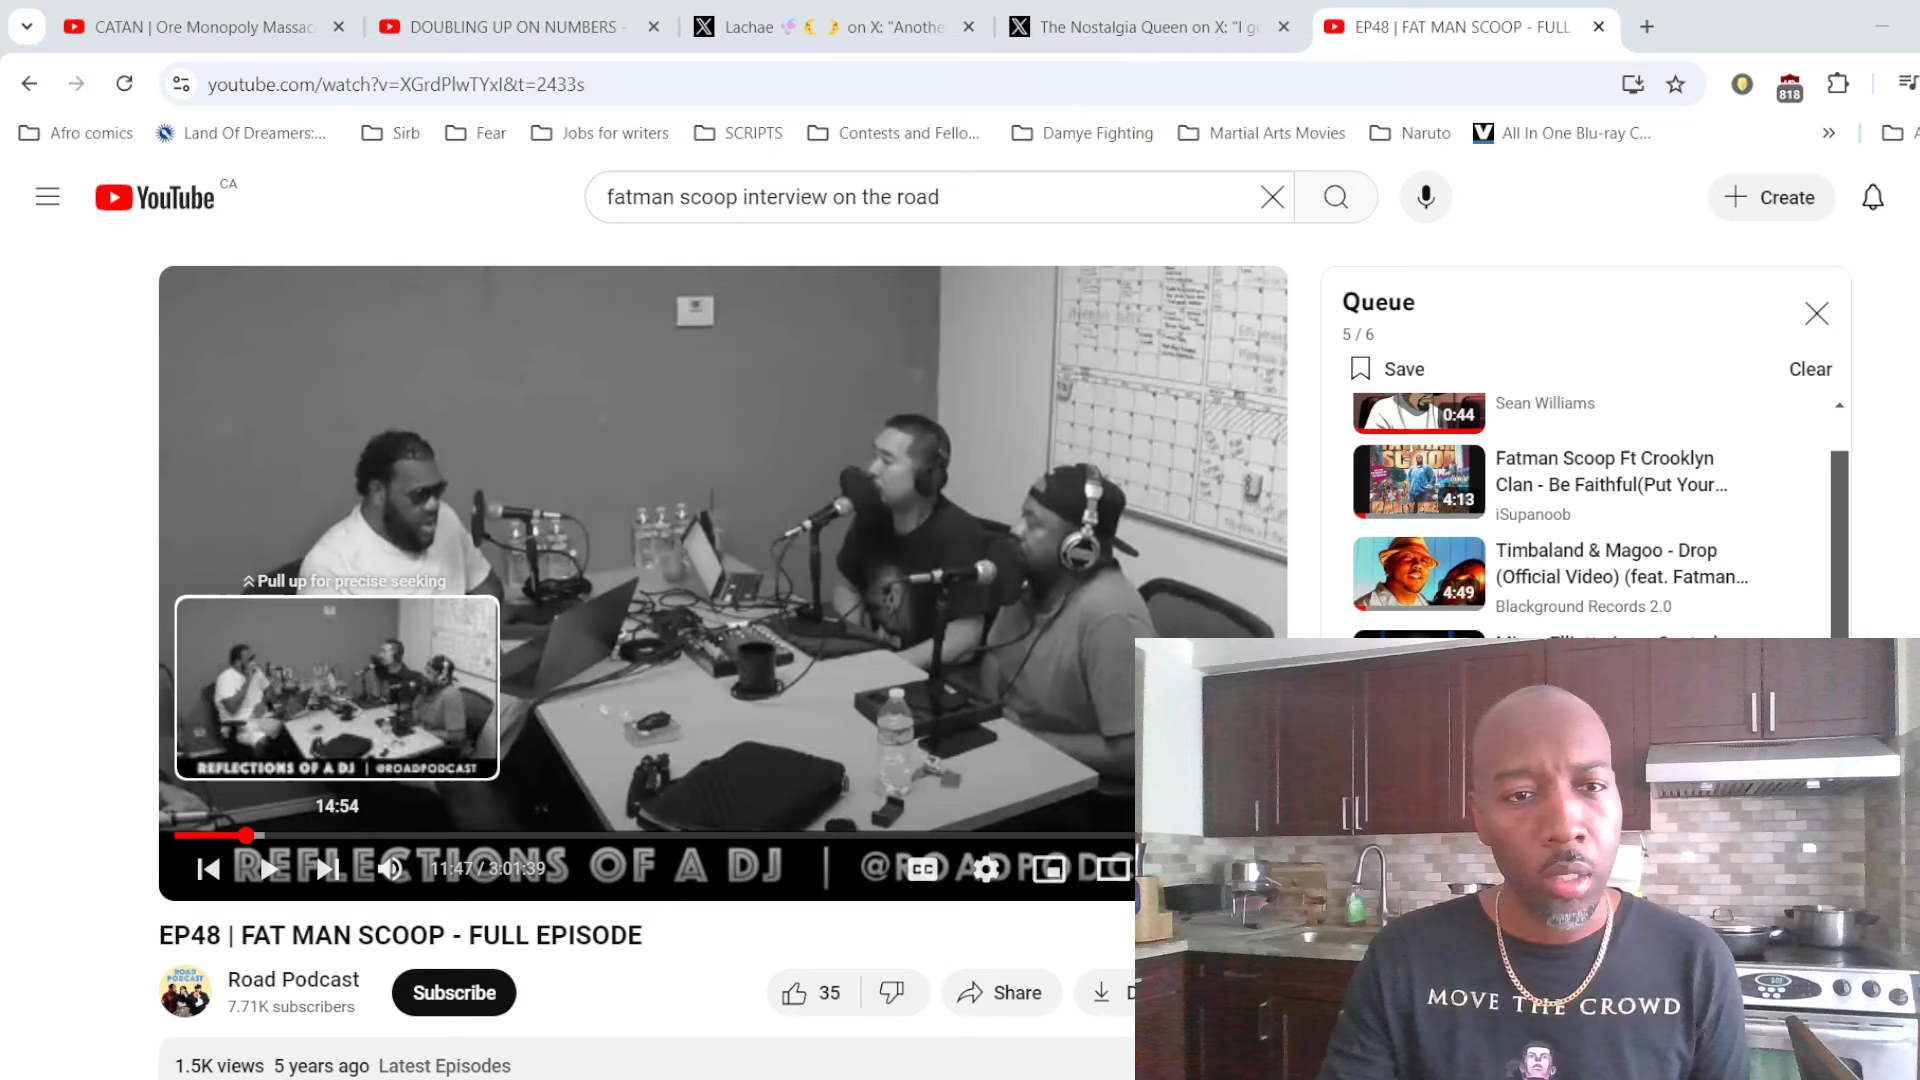 CATAN | Ore Monopoly Massac
DOUBLING UP ON NUMBERS -
Lachae on X: "Anothe
The Nostalgia Queen on X: "I go
EP48 | FAT MAN SCOOP - FULL
youtube.com/watch?v=XGrdPlwTYxI&t=2433s
818
Afro comics
Land Of Dreamers:...
Sirb
Fear
Jobs for writers
SCRIPTS
Contests and Fello...
Damye Fighting
Martial Arts Movies
Naruto
All In One Blu-ray C...
YouTube CA
fatman scoop interview on the road
Create
Queue
5 / 6
Save
Clear
0:44
Sean Williams
Fatman Scoop Ft Crooklyn
Clan - Be Faithful(Put Your...
iSupanoob
4:13
Timbaland & Magoo - Drop
(Official Video) (feat. Fatman...
Blackground Records 2.0
4:49
Pull up for precise seeking
REFLECTIONS OF A DJ | @ROADPODCAST
14:54
11:47 / 3:01:39
REFLECTIONS OF A DJ | @ROADPODC
EP48 | FAT MAN SCOOP - FULL EPISODE
ROAD PODCAST
Road Podcast
7.71K subscribers
Subscribe
35
Share
D
1.5K views 5 years ago Latest Episodes
MOVE THE CROWD